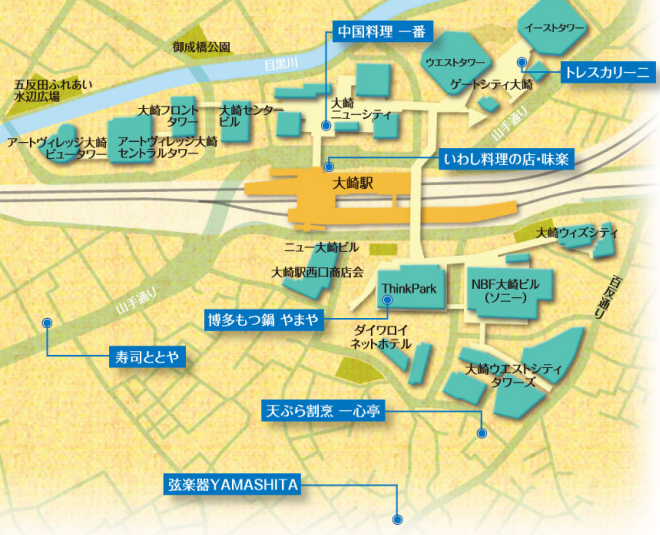 イーストタワー
中国料理 一番
御成橋公園
ウエストタワー
目黒川
トレスカリーニ
ゲートシティ大崎
五反田ふれあい
水辺広場
大崎フロント
タワー
大崎センター
ビル
大崎
ニューシティ
山手通り
アートヴィレッジ大崎
ビュータワー
アートヴィレッジ大崎
セントラルタワー
いわし料理の店・味楽
大崎駅
大崎ウィズシティ
ニュー大崎ビル
大崎駅西口商店会
ThinkPark
NBF大崎ビル
(ソニー)
百反通り
山手通り
博多もつ鍋 やまや
ダイワロイ
ネットホテル
寿司ととや
大崎ウエストシティ
タワーズ
天ぷら割烹 一心亭
弦楽器YAMASHITA